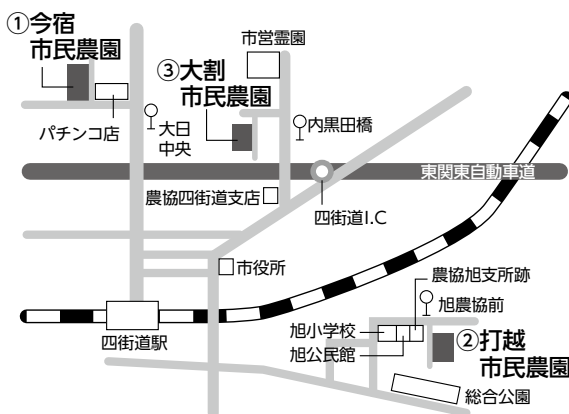 ①今宿
市民農園
パチンコ店
大日
中央
③大割
市民農園
市営霊園
内黒田橋
東関東自動車道
農協四街道支店
四街道I.C
市役所
四街道駅
農協旭支所跡
旭農協前
旭小学校
旭公民館
②打越
市民農園
総合公園